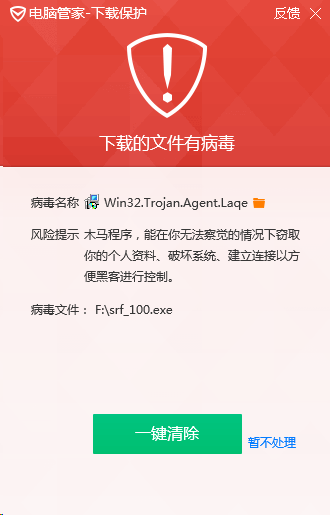 电脑管家-下载保护 反馈
下载的文件有病毒
病毒名称 Win32.Trojan.Agent.Laqe
风险提示 木马程序，能在你无法察觉的情况下窃取
你的个人资料、破坏系统、建立连接以方
便黑客进行控制。
病毒文件： F:\srf_100.exe
一键清除
暂不处理